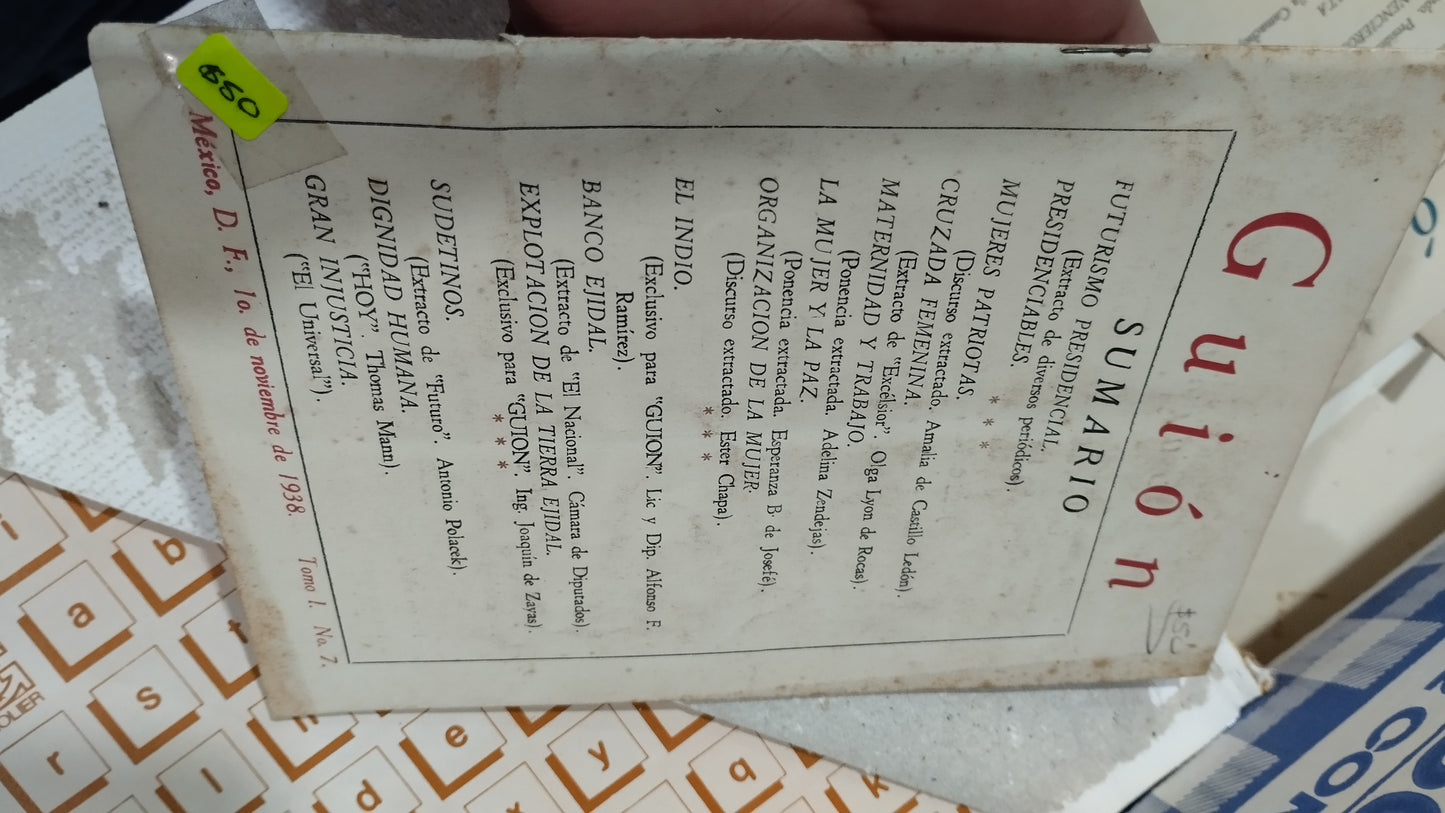 Guión
$50
SUMARIO
FUTURISMO PRESIDENCIAL.
(Extracto de diversos periódicos).
PRESIDENCIABLES.
* * *
MUJERES PATRIOTAS.
(Discurso extractado. Amalia de Castillo Ledón).
CRUZADA FEMENINA.
(Extracto de "Excélsior". Olga Lyon de Rocas).
MATERNIDAD Y TRABAJO.
(Ponencia extractada. Adelina Zendejas).
LA MUJER Y LA PAZ.
(Ponencia extractada. Esperanza B. de Josefé).
ORGANIZACION DE LA MUJER.
(Discurso extractado. Ester Chapa).
* * *
EL INDIO.
(Exclusivo para "GUION". Lic y Dip. Alfonso F.
Ramírez).
BANCO EJIDAL.
(Extracto de "El Nacional". Cámara de Diputados).
EXPLOTACION DE LA TIERRA EJIDAL.
(Exclusivo para "GUION". Ing. Joaquín de Zayas).
* * *
SUDETINOS.
(Extracto de "Futuro". Antonio Polacek).
DIGNIDAD HUMANA.
("HOY". Thomas Mann).
GRAN INJUSTICIA.
("El Universal").
México, D. F., 1o. de noviembre de 1938.
Tomo I. No. 7.
CO
i
b
a
s
t
r
l
d
e
y
g
k